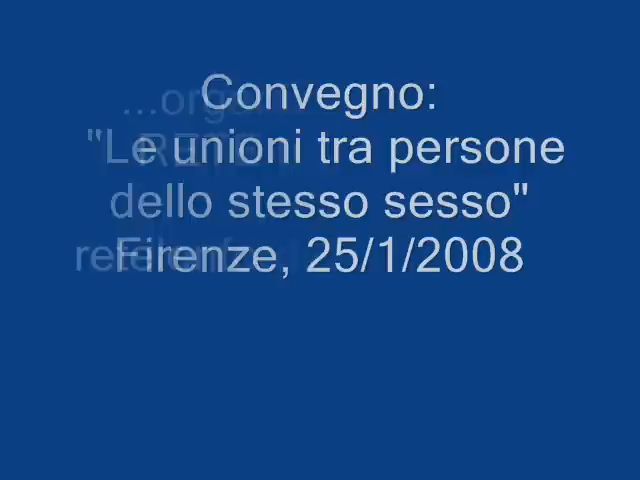 Convegno:
"Le unioni tra persone
dello stesso sesso"
Firenze, 25/1/2008